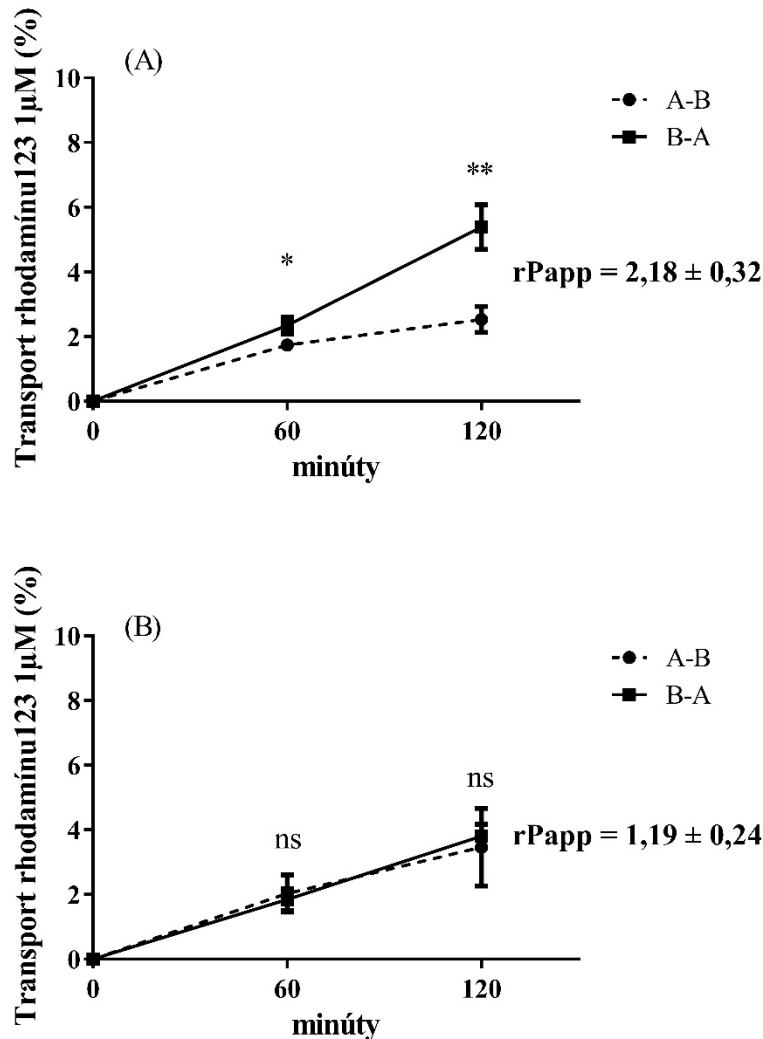 (A)
Transport rhodamínu123 1µM (%)
10
8
6
4
2
0
0
60
120
minúty
*
**
A-B
B-A
rPapp = 2,18 ± 0,32
(B)
Transport rhodamínu123 1µM (%)
10
8
6
4
2
0
0
60
120
minúty
ns
ns
A-B
B-A
rPapp = 1,19 ± 0,24